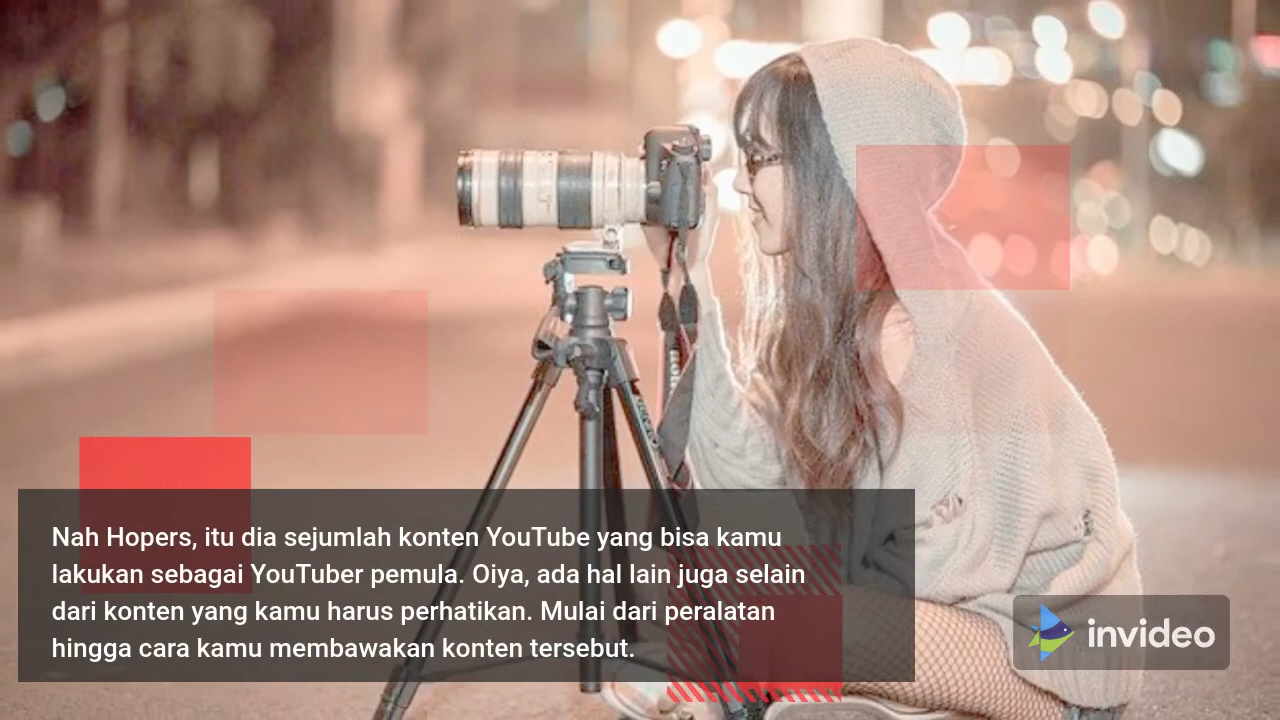 Nah Hopers, itu dia sejumlah konten YouTube yang bisa kamu
lakukan sebagai YouTuber pemula. Oiya, ada hal lain juga selain
dari konten yang kamu harus perhatikan. Mulai dari peralatan
hingga cara kamu membawakan konten tersebut.
invideo